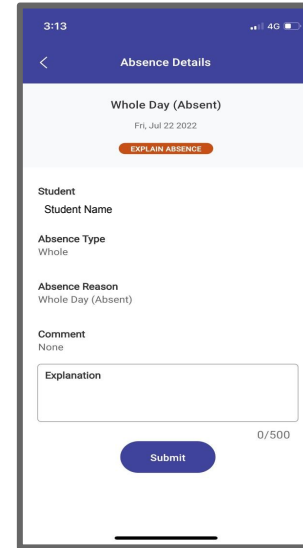 3:13
4G
Absence Details
Whole Day (Absent)
Fri, Jul 22 2022
EXPLAIN ABSENCE
Student
Student Name
Absence Type
Whole
Absence Reason
Whole Day (Absent)
Comment
None
Explanation
0/500
Submit